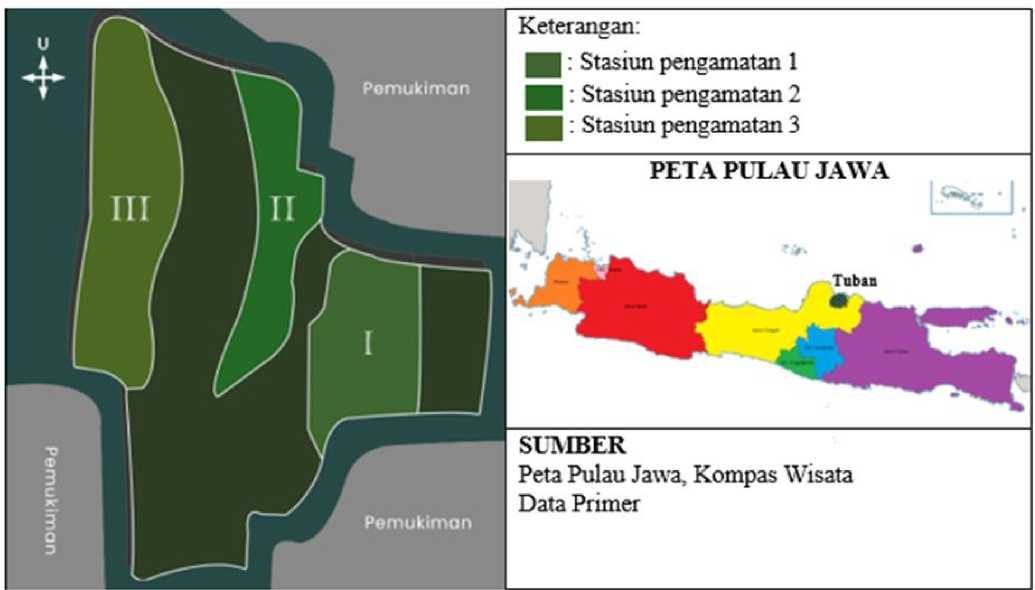 U
Pemukiman
III
II
I
Pemukiman
Pemukiman
Keterangan:
: Stasiun pengamatan 1
: Stasiun pengamatan 2
: Stasiun pengamatan 3
PETA PULAU JAWA
Tuban
SUMBER
Peta Pulau Jawa, Kompas Wisata
Data Primer